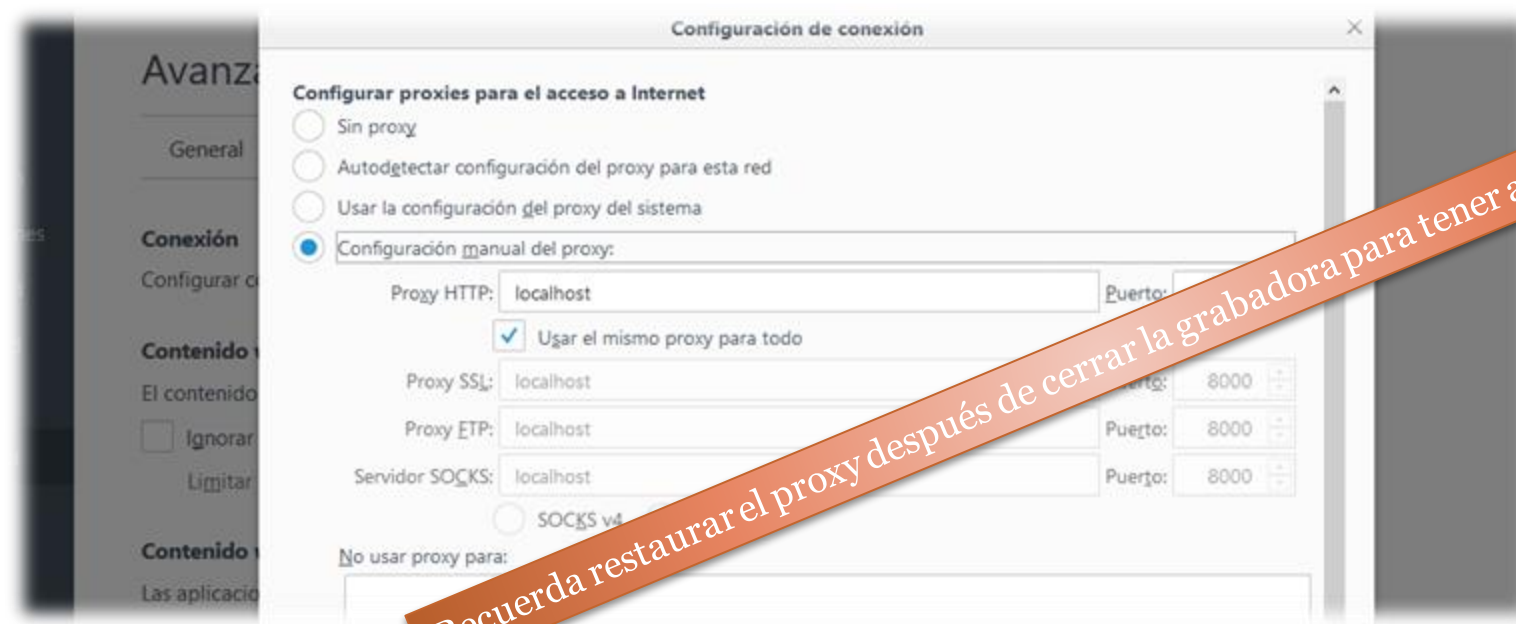 Configuración de conexión
Configurar proxies para el acceso a Internet
Sin proxy
General
Autodetectar configuración del proxy para esta red
Usar la configuración del proxy del sistema
Conexión
Configuración manual del proxy:
Configurar
Proxy HTTP: localhost Puerto:
Usar el mismo proxy para todo
Contenido
El contenido
Proxy SSL: localhost 8000
Ignorar
Proxy FTP: localhost Puerto: 8000
Limitar
Servidor SOCKS: localhost Puerto: 8000
SOCKS v4
Contenido
No usar proxy para:
Las
Recuerda restaurar el proxy después de cerrar la grabadora para tener